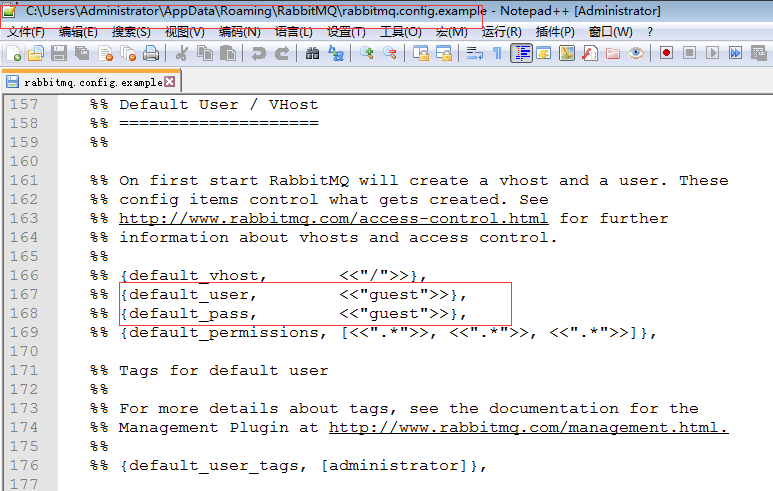 C:\Users\Administrator\AppData\Roaming\RabbitMQ\rabbitmq.config.example - Notepad++ [Administrator]
文件(F) 编辑(E) 搜索(S) 视图(V) 编码(N) 语言(L) 设置(T) 工具(O) 宏(M) 运行(R) 插件(P) 窗口(W) ?
rabbitmq.config.example
157 %% Default User / VHost
158 %% ====================
159 %%
160
161 %% On first start RabbitMQ will create a vhost and a user. These
162 %% config items control what gets created. See
163 %% http://www.rabbitmq.com/access-control.html for further
164 %% information about vhosts and access control.
165 %%
166 %% {default_vhost,       <<"/">>},
167 %% {default_user,        <<"guest">>},
168 %% {default_pass,        <<"guest">>},
169 %% {default_permissions, [<<".*">>, <<".*">>, <<".*">>]},
170
171 %% Tags for default user
172 %%
173 %% For more details about tags, see the documentation for the
174 %% Management Plugin at http://www.rabbitmq.com/management.html.
175 %%
176 %% {default_user_tags, [administrator]},
177